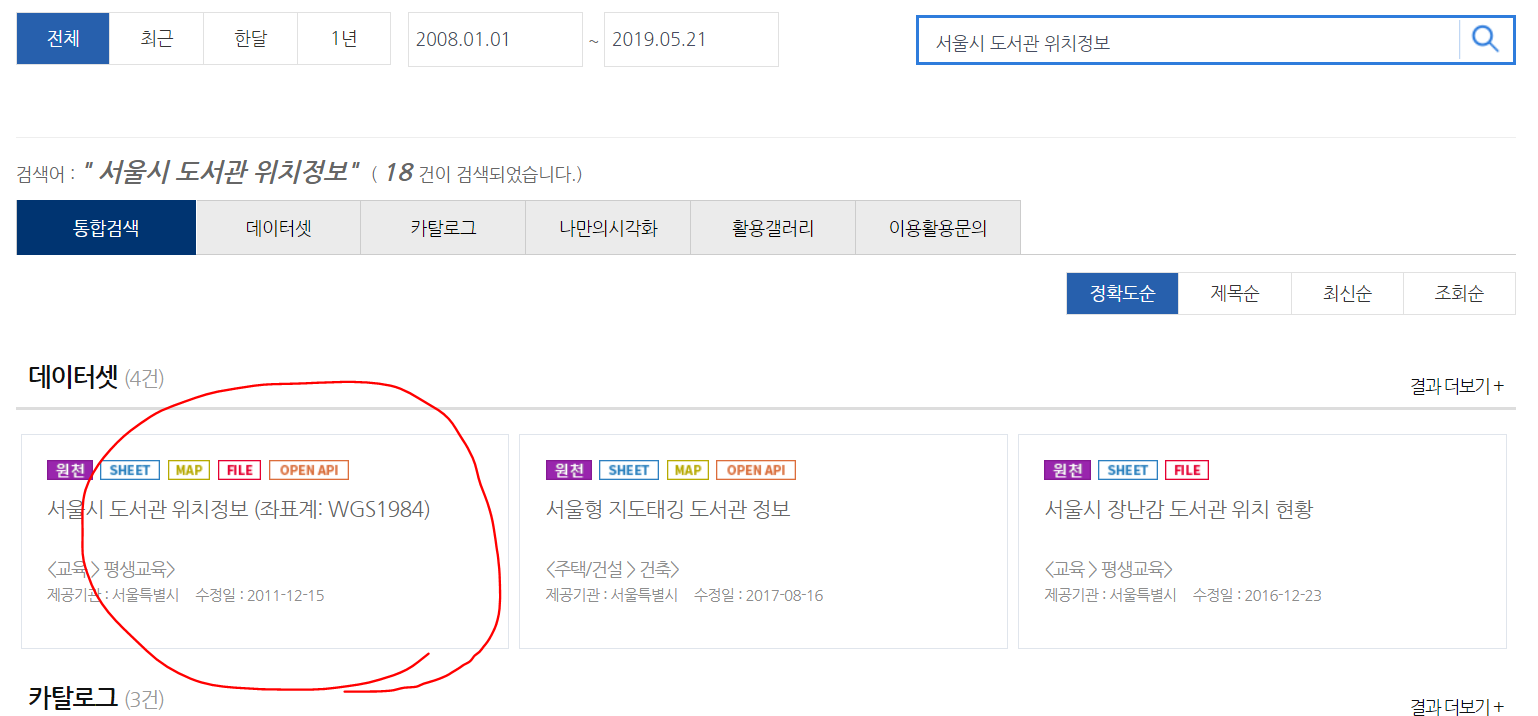 전체 최근 한달 1년 2008.01.01 ~ 2019.05.21 서울시 도서관 위치정보
검색어 : " 서울시 도서관 위치정보" ( 18 건이 검색되었습니다.)
통합검색 데이터셋 카탈로그 나만의시각화 활용갤러리 이용활용문의
정확도순 제목순 최신순 조회순
데이터셋 (4건) 결과 더보기 +
원천 SHEET MAP FILE OPEN API
서울시 도서관 위치정보 (좌표계: WGS1984)
<교육 > 평생교육>
제공기관 : 서울특별시 수정일 : 2011-12-15
원천 SHEET MAP OPEN API
서울형 지도태깅 도서관 정보
<주택/건설 > 건축>
제공기관 : 서울특별시 수정일 : 2017-08-16
원천 SHEET FILE
서울시 장난감 도서관 위치 현황
<교육 > 평생교육>
제공기관 : 서울특별시 수정일 : 2016-12-23
카탈로그 (3건) 결과 더보기 +